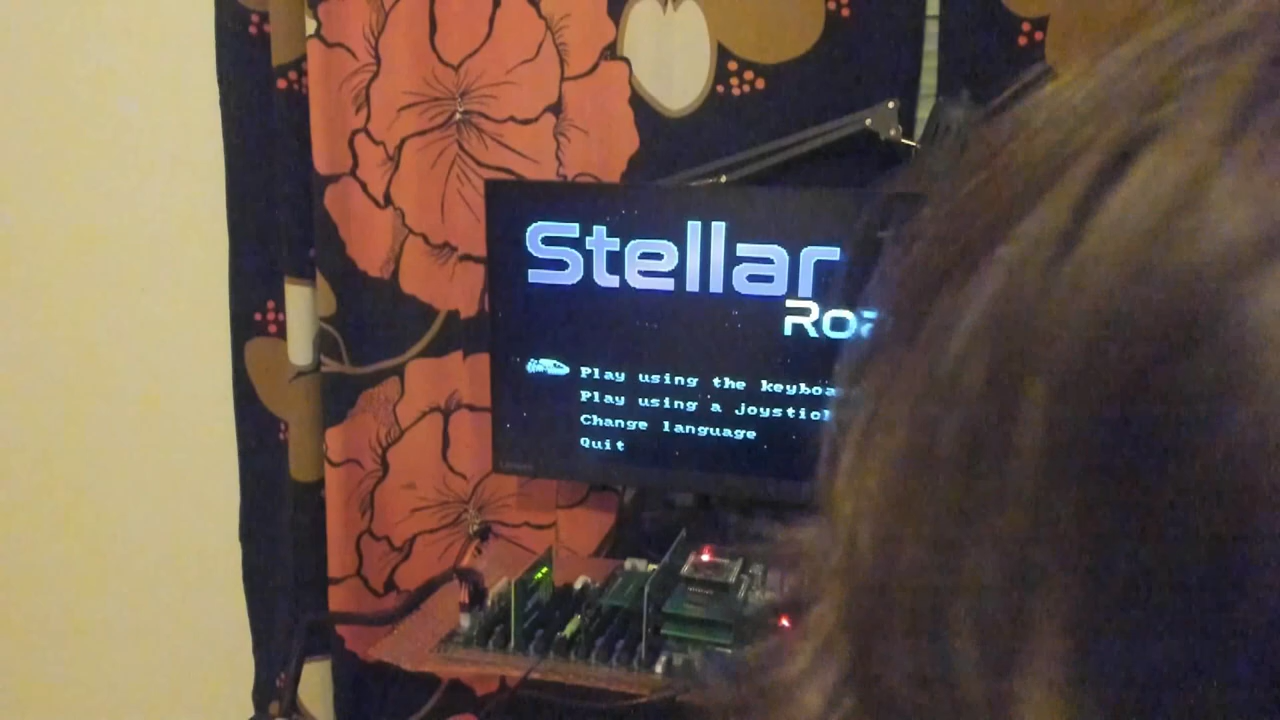 Stellar
Play using the
Play using a
Change language
Quit